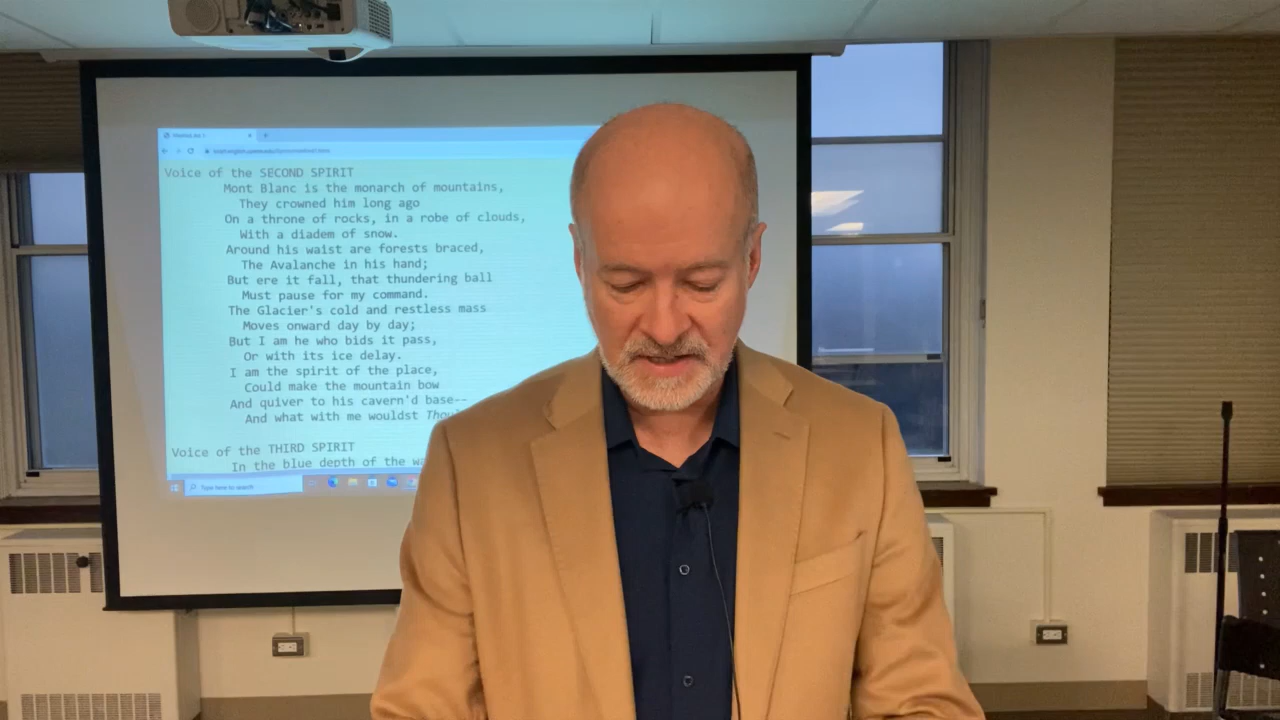 Manfred Act 1
Voice of the SECOND SPIRIT
Mont Blanc is the monarch of mountains,
They crowned him long ago
On a throne of rocks, in a robe of clouds,
With a diadem of snow.
Around his waist are forests braced,
The Avalanche in his hand;
But ere it fall, that thundering ball
Must pause for my command.
The Glacier's cold and restless mass
Moves onward day by day;
But I am he who bids it pass,
Or with its ice delay.
I am the spirit of the place,
Could make the mountain bow
And quiver to his cavern'd base--
And what with me wouldst Thou
Voice of the THIRD SPIRIT
In the blue depth of the
Type here to search